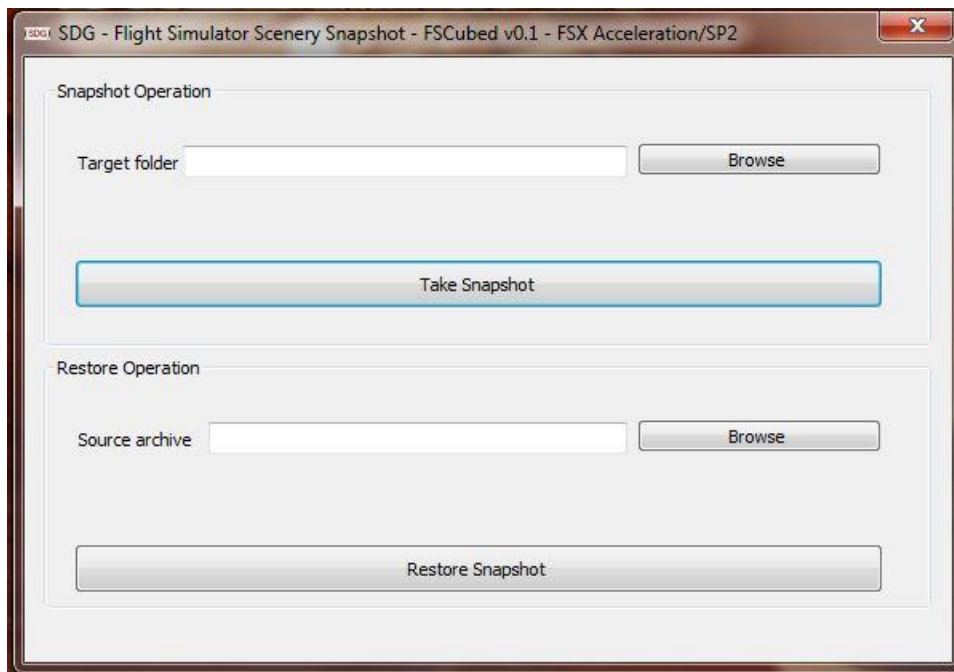 SDG SDG - Flight Simulator Scenery Snapshot - FSCubed v0.1 - FSX Acceleration/SP2
Snapshot Operation
Target folder Browse
Take Snapshot
Restore Operation
Source archive Browse
Restore Snapshot